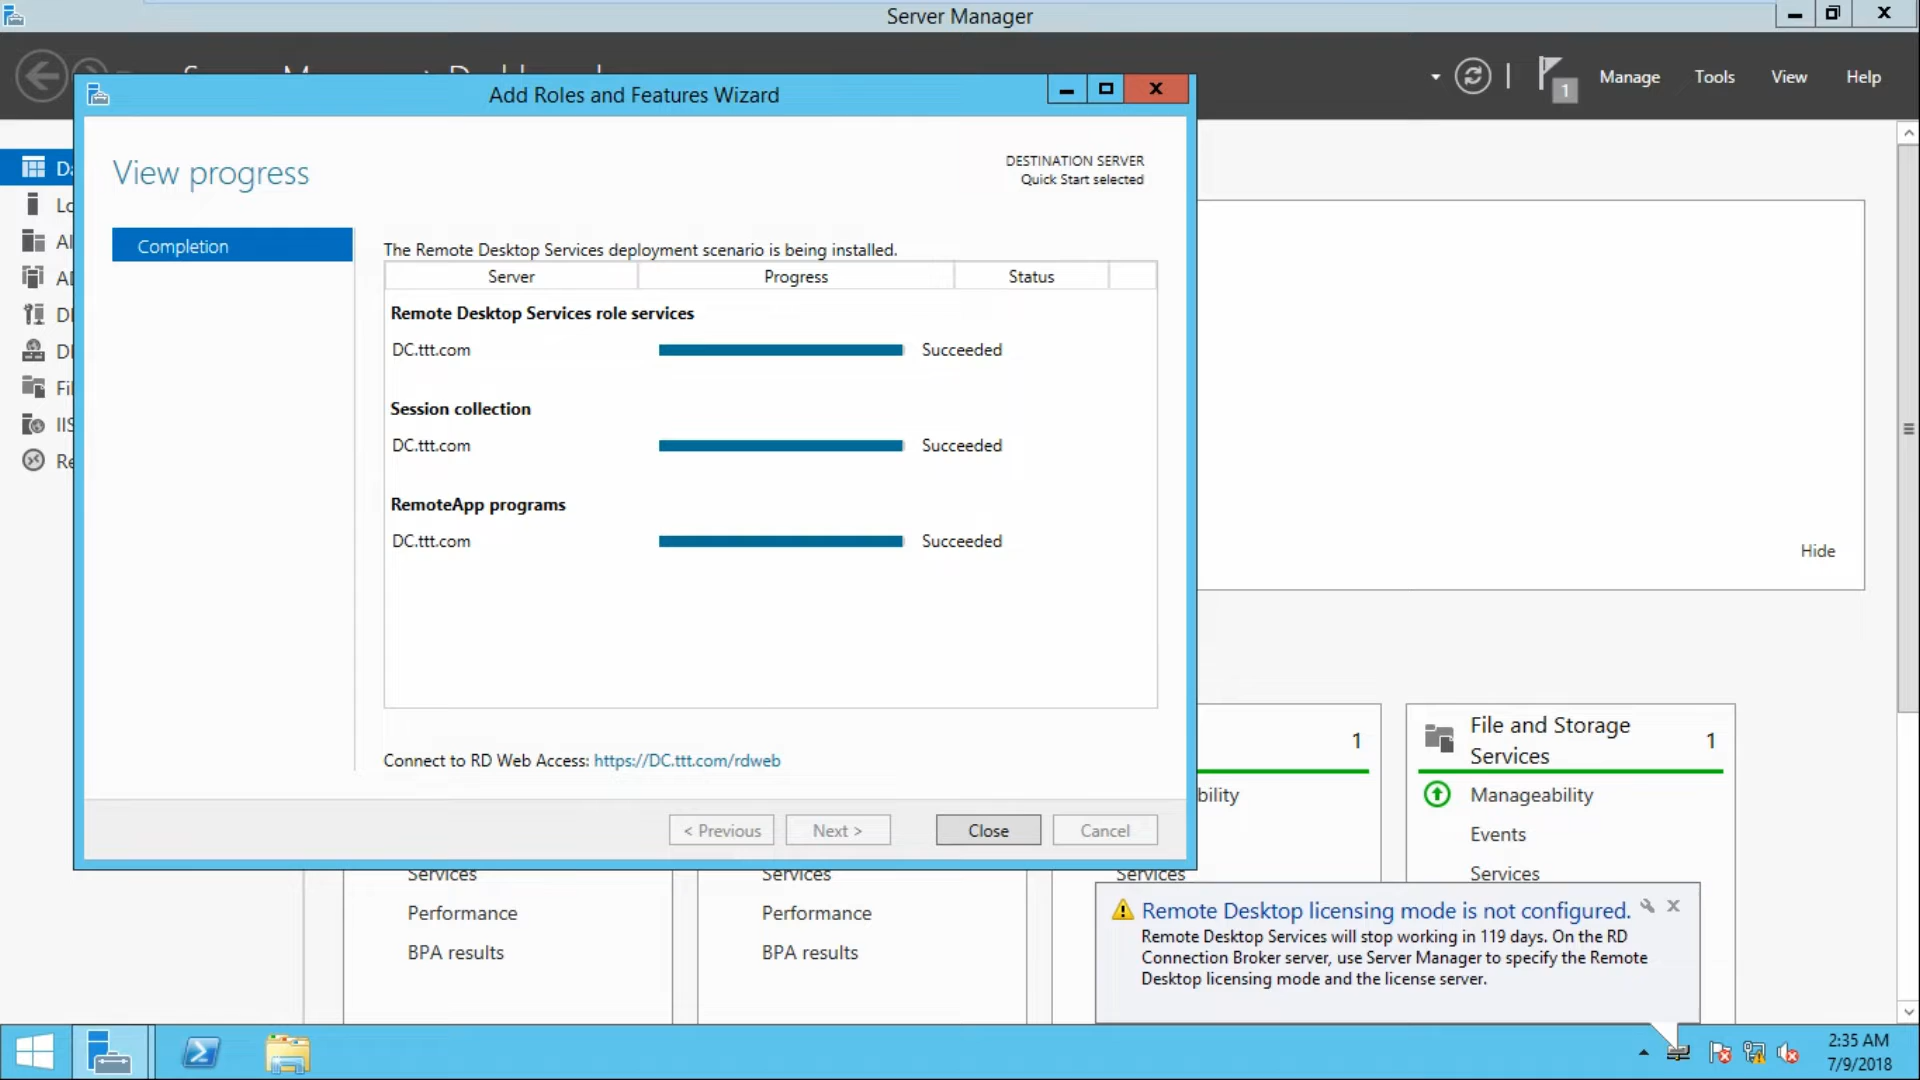 Server Manager
Manage
Tools
View
Help
1
Add Roles and Features Wizard
View progress
DESTINATION SERVER
Quick Start selected
Completion
The Remote Desktop Services deployment scenario is being installed.
Server
Progress
Status
Remote Desktop Services role services
DC.ttt.com
Succeeded
Session collection
DC.ttt.com
Succeeded
RemoteApp programs
DC.ttt.com
Succeeded
Connect to RD Web Access: https://DC.ttt.com/rdweb
< Previous
Next >
Close
Cancel
Hide
1
bility
Services
Performance
BPA results
Services
Performance
BPA results
Services
File and Storage
Services
1
Manageability
Events
Services
Remote Desktop licensing mode is not configured.
Remote Desktop Services will stop working in 119 days. On the RD
Connection Broker server, use Server Manager to specify the Remote
Desktop licensing mode and the license server.
2:35 AM
7/9/2018